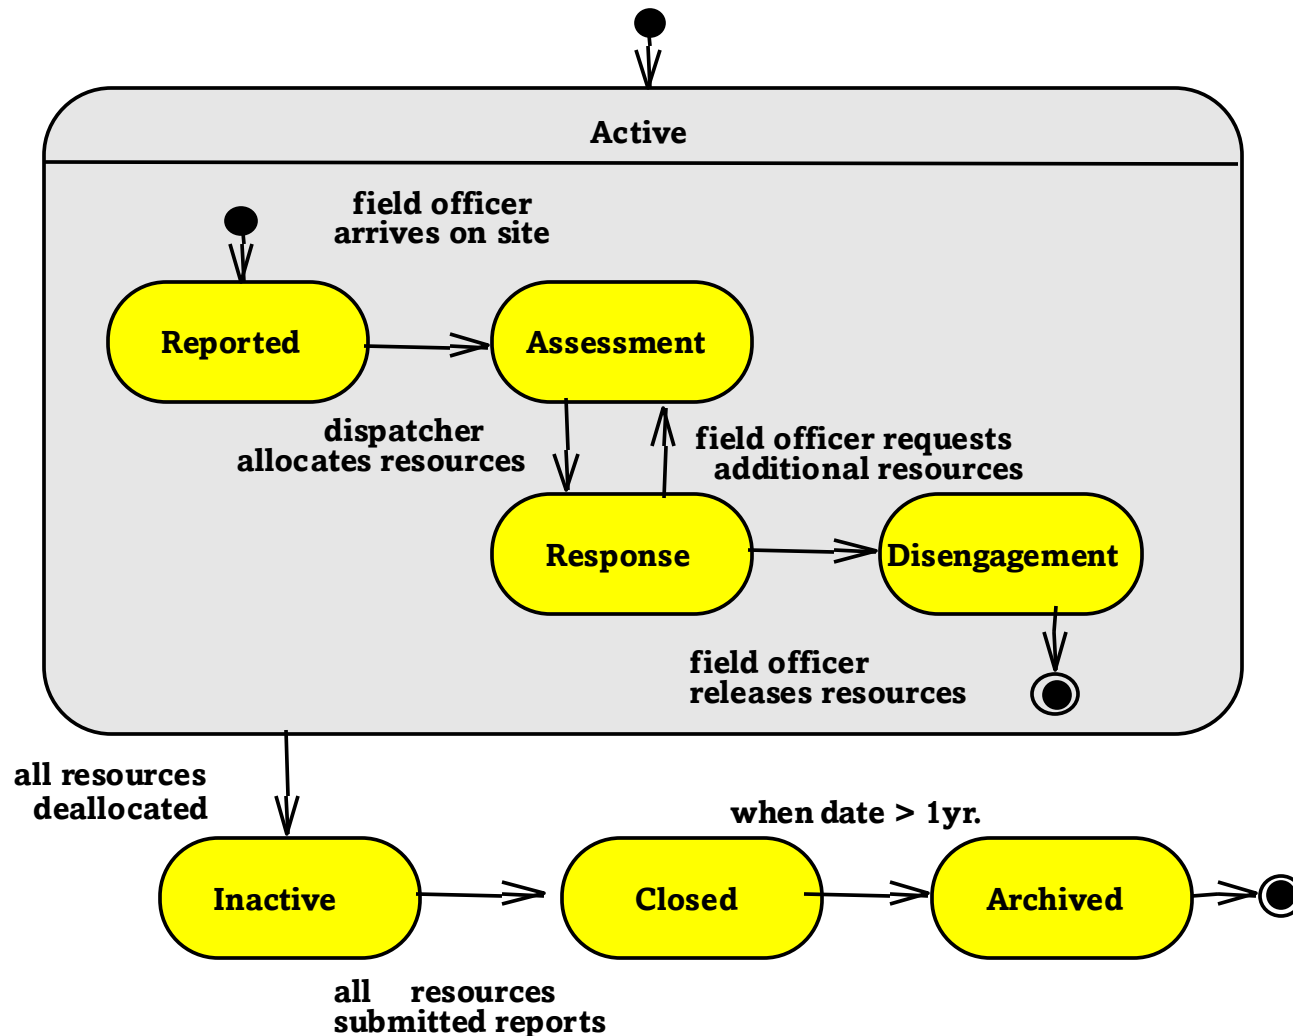 Active
field officer
arrives on site
Reported
Assessment
dispatcher
allocates resources
field officer requests
additional resources
Response
Disengagement
field officer
releases resources
all resources
deallocated
when date > 1yr.
Inactive
Closed
Archived
all resources
submitted reports